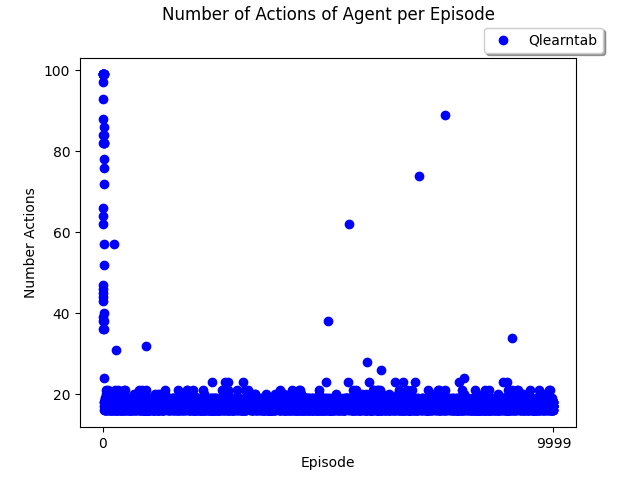 Number of Actions of Agent per Episode
Qlearntab
100
80
60
40
20
Number Actions
0
9999
Episode